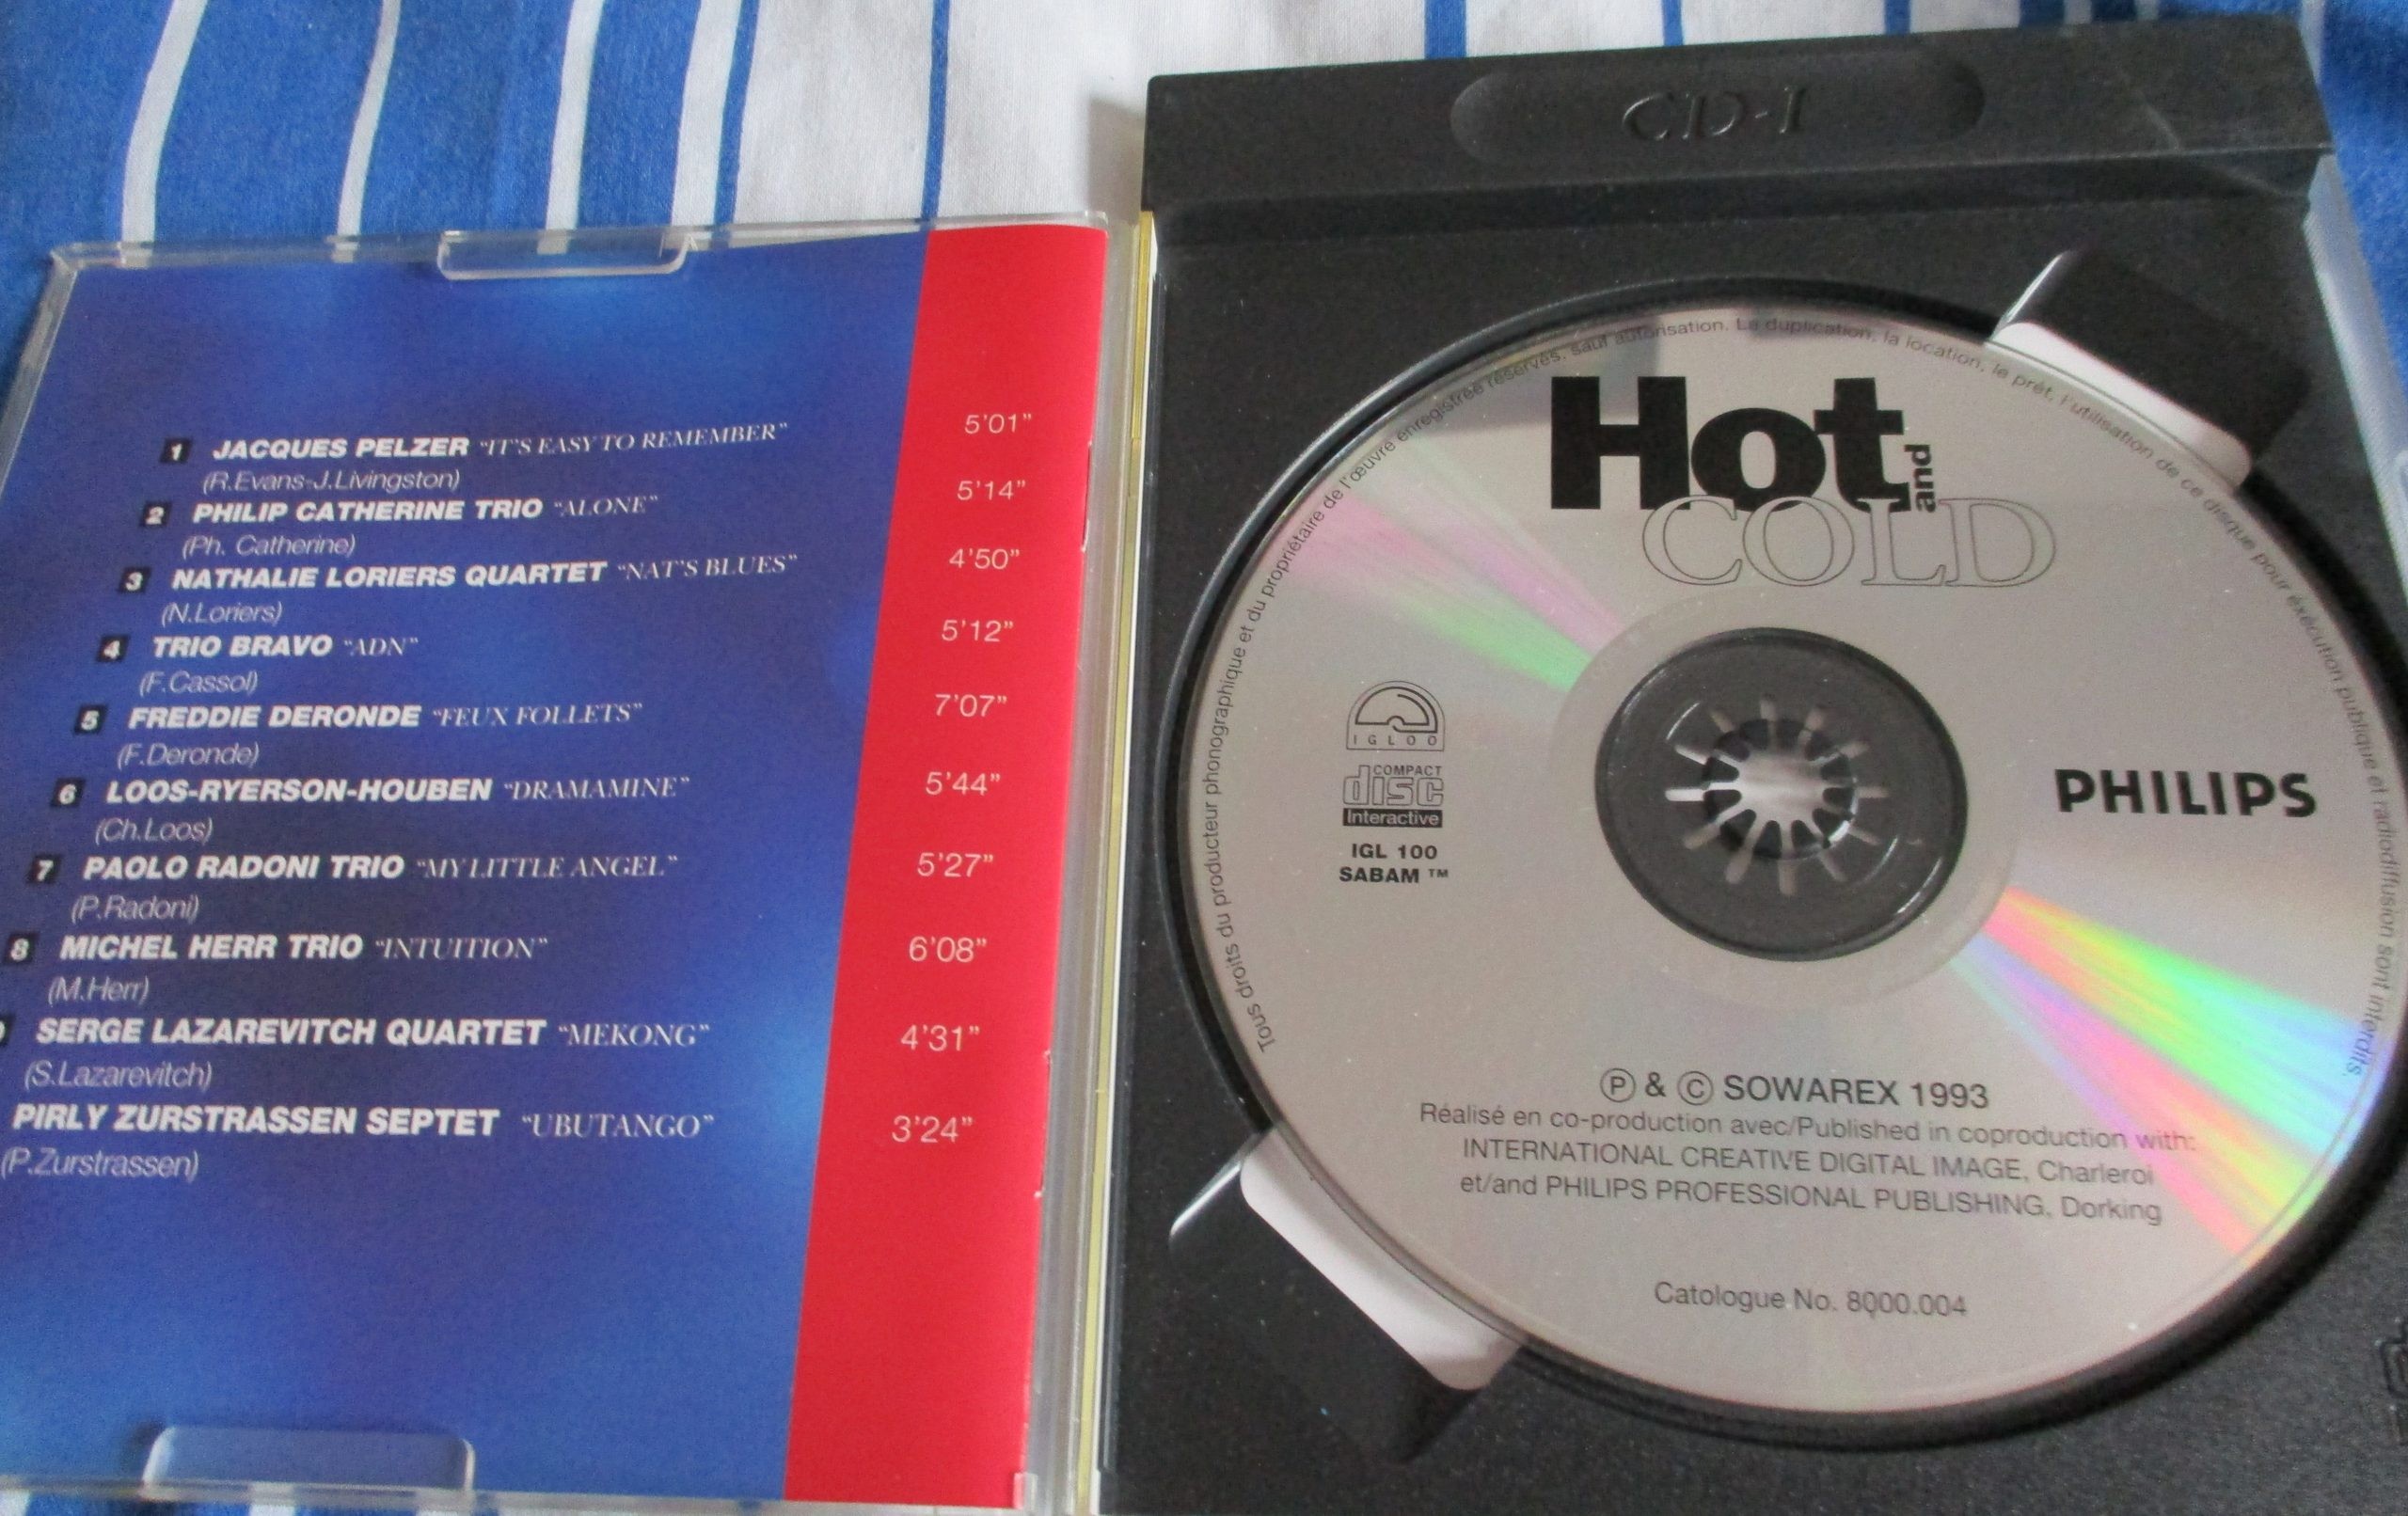 1 JACQUES PELZER "IT'S EASY TO REMEMBER" 5'01"
(R.Evans-J.Livingston)
2 PHILIP CATHERINE TRIO "ALONE" 5'14"
(Ph. Catherine)
3 NATHALIE LORIERS QUARTET "NAT'S BLUES" 4'50"
(N.Loriers)
4 TRIO BRAVO "ADN" 5'12"
(F.Cassol)
5 FREDDIE DERONDE "FEUX FOLLETS" 7'07"
(F.Deronde)
6 LOOS-RYERSON-HOUBEN "DRAMAMINE" 5'44"
(Ch.Loos)
7 PAOLO RADONI TRIO "MY LITTLE ANGEL" 5'27"
(P.Radoni)
8 MICHEL HERR TRIO "INTUITION" 6'08"
(M.Herr)
SERGE LAZAREVITCH QUARTET "MEKONG" 4'31"
(S.Lazarevitch)
PIRLY ZURSTRASSEN SEPTET "UBUTANGO" 3'24"
(P.Zurstrassen)
CD-I
Tous droits du producteur phonographique et du propriétaire de l'œuvre enregistrée réservés, sauf autorisation. La duplication, la location, le prêt, l'utilisation de ce disque pour exécution publique et radiodiffusion sont interdits.
Hot
and
COLD
IGLOO
COMPACT
disc
Interactive
IGL 100
SABAM ™
PHILIPS
Ⓟ & © SOWAREX 1993
Réalisé en co-production avec/Published in coproduction with:
INTERNATIONAL CREATIVE DIGITAL IMAGE, Charleroi
et/and PHILIPS PROFESSIONAL PUBLISHING, Dorking
Catologue No. 8000.004